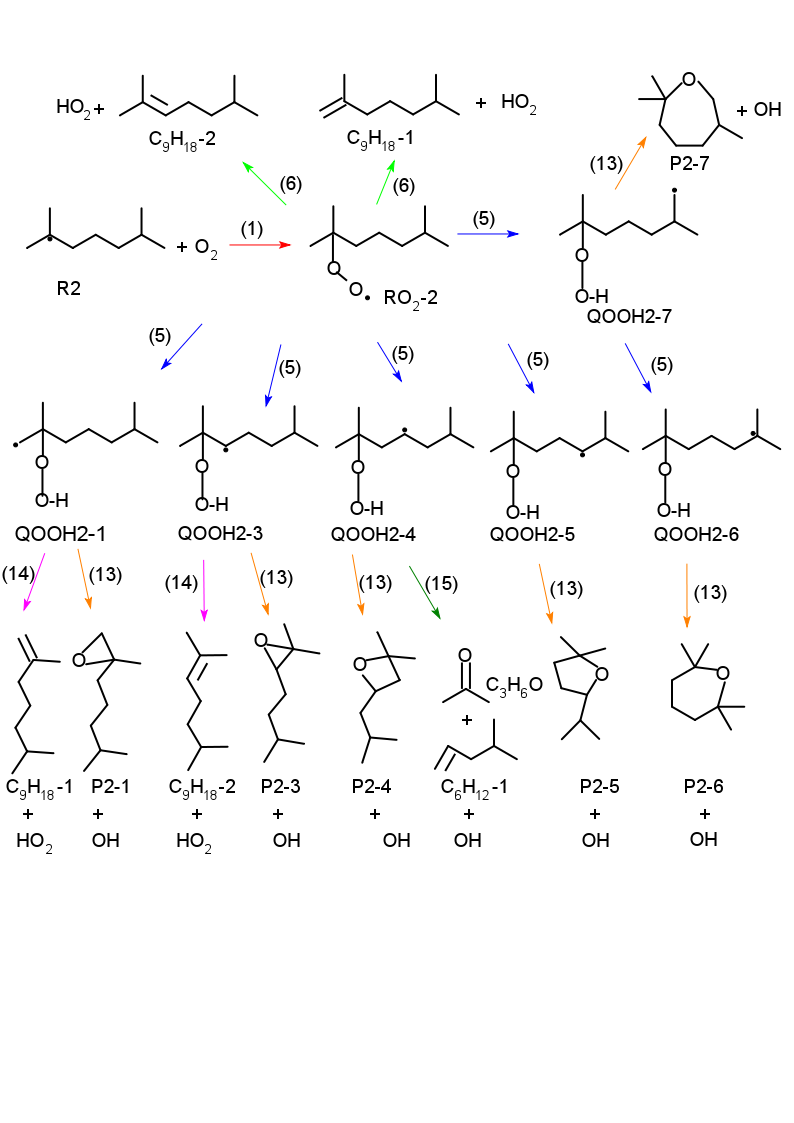 HO2 + C9H18-2
C9H18-1 + HO2
O
+ OH
P2-7
(6)
(6)
(13)
R2
+ O2
(1)
O
O
RO2-2
(5)
O
O-H
QOOH2-7
(5)
(5)
(5)
(5)
(5)
O
O-H
QOOH2-1
O
O-H
QOOH2-3
O
O-H
QOOH2-4
O
O-H
QOOH2-5
O
O-H
QOOH2-6
(14)
(13)
(14)
(13)
(13)
(15)
(13)
(13)
O
O
O
O
C3H6O
+
O
O
C9H18-1
P2-1
C9H18-2
P2-3
P2-4
C6H12-1
P2-5
P2-6
+ + + + + + + +
HO2 OH HO2 OH OH OH OH OH